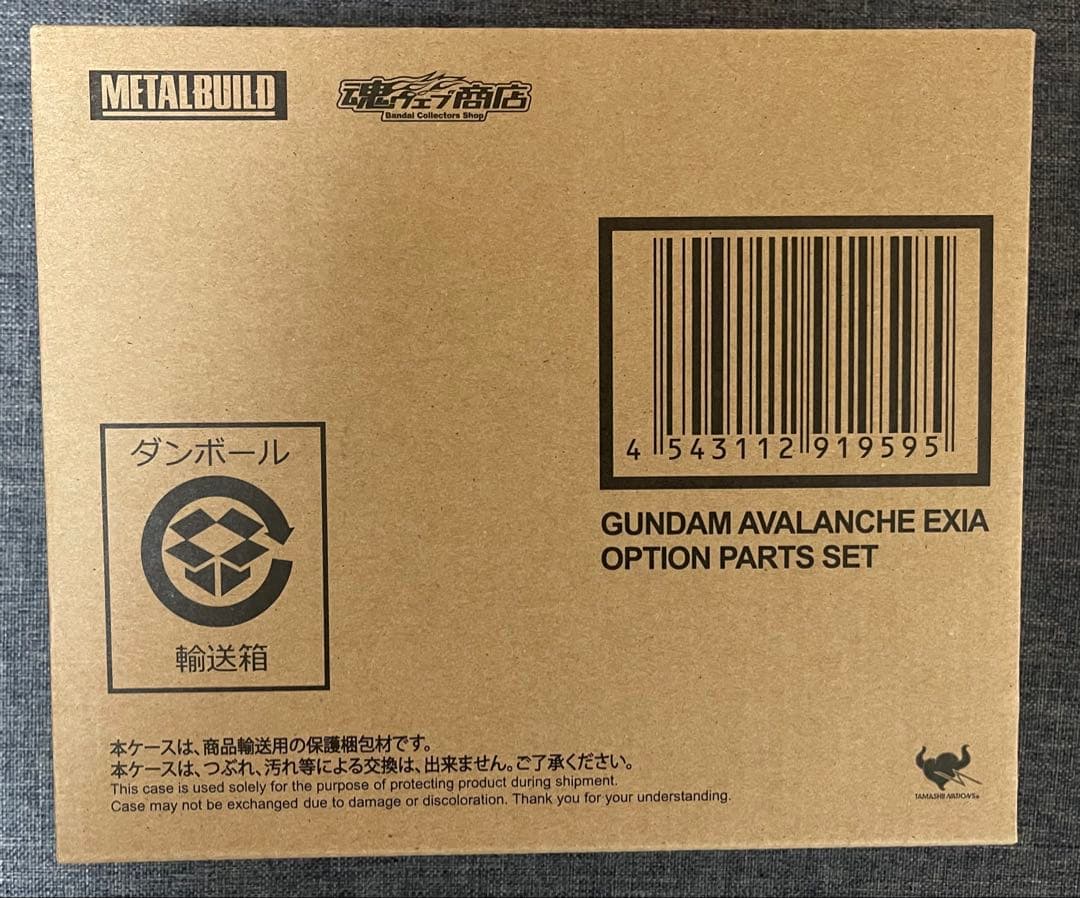 METAL BUILD
魂ウェブ商店
Bandai Collectors Shop
4 543112 919595
GUNDAM AVALANCHE EXIA
OPTION PARTS SET
ダンボール
輸送箱
本ケースは、商品輸送用の保護梱包材です。
本ケースは、つぶれ、汚れ等による交換は、出来ません。ご了承ください。
This case is used solely for the purpose of protecting product during shipment.
Case may not be exchanged due to damage or discoloration. Thank you for your understanding.
TAMASHII NATIONS